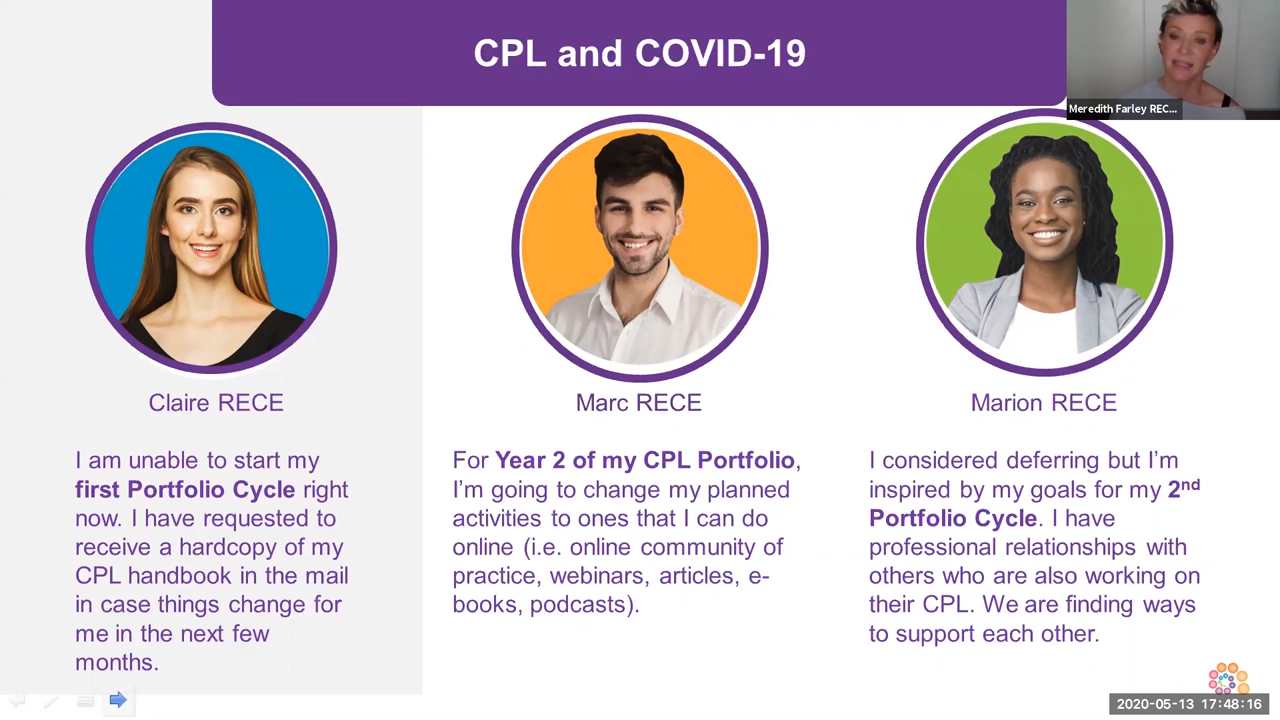 CPL and COVID-19
Meredith Farley REC...
Claire RECE
I am unable to start my
first Portfolio Cycle right
now. I have requested to
receive a hardcopy of my
CPL handbook in the mail
in case things change for
me in the next few
months.
Marc RECE
For Year 2 of my CPL Portfolio,
I'm going to change my planned
activities to ones that I can do
online (i.e. online community of
practice, webinars, articles, e-
books, podcasts).
Marion RECE
I considered deferring but I'm
inspired by my goals for my 2nd
Portfolio Cycle. I have
professional relationships with
others who are also working on
their CPL. We are finding ways
to support each other.
2020-05-13 17:48:16